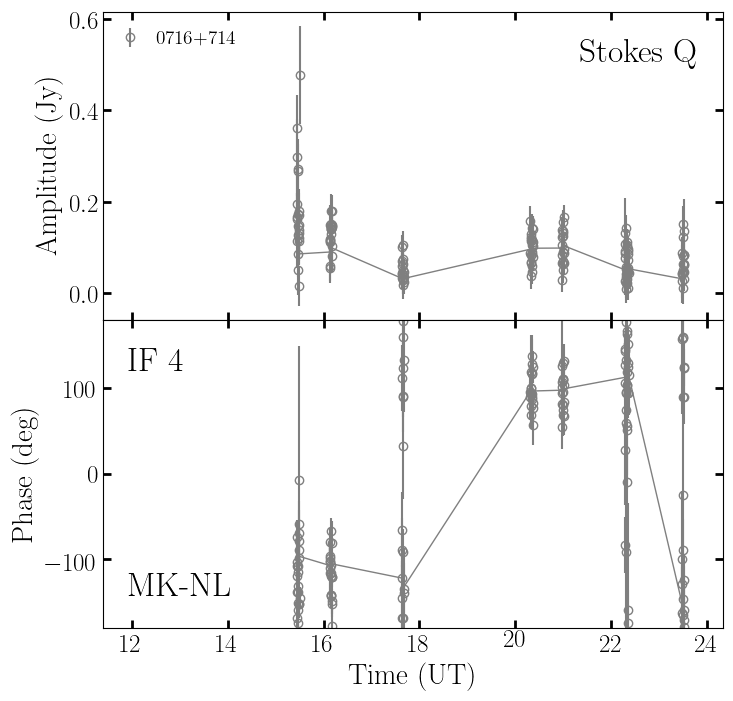 0716+714
Stokes Q
0.6
0.4
0.2
0.0
Amplitude (Jy)
IF 4
100
0
−100
Phase (deg)
MK-NL
12 14 16 18 20 22 24
Time (UT)